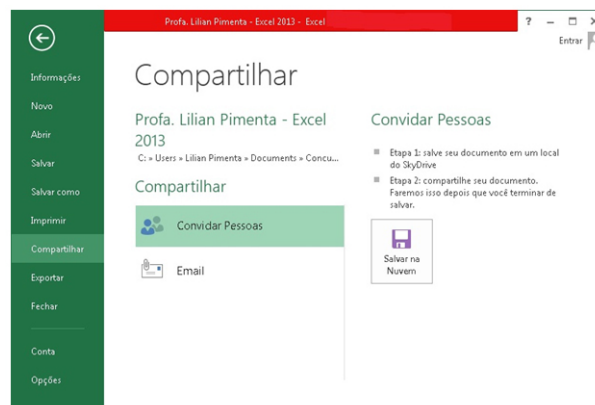 Profa. Lilian Pimenta - Excel 2013 - Excel
?
Entrar
Informações
Novo
Abrir
Salvar
Salvar como
Imprimir
Compartilhar
Exportar
Fechar
Conta
Opções
Compartilhar
Profa. Lilian Pimenta - Excel
2013
C: » Users » Lilian Pimenta » Documents » Concu...
Compartilhar
Convidar Pessoas
Email
Convidar Pessoas
Etapa 1: salve seu documento em um local
do SkyDrive
Etapa 2: compartilhe seu documento.
Faremos isso depois que você terminar de
salvar.
Salvar na
Nuvem